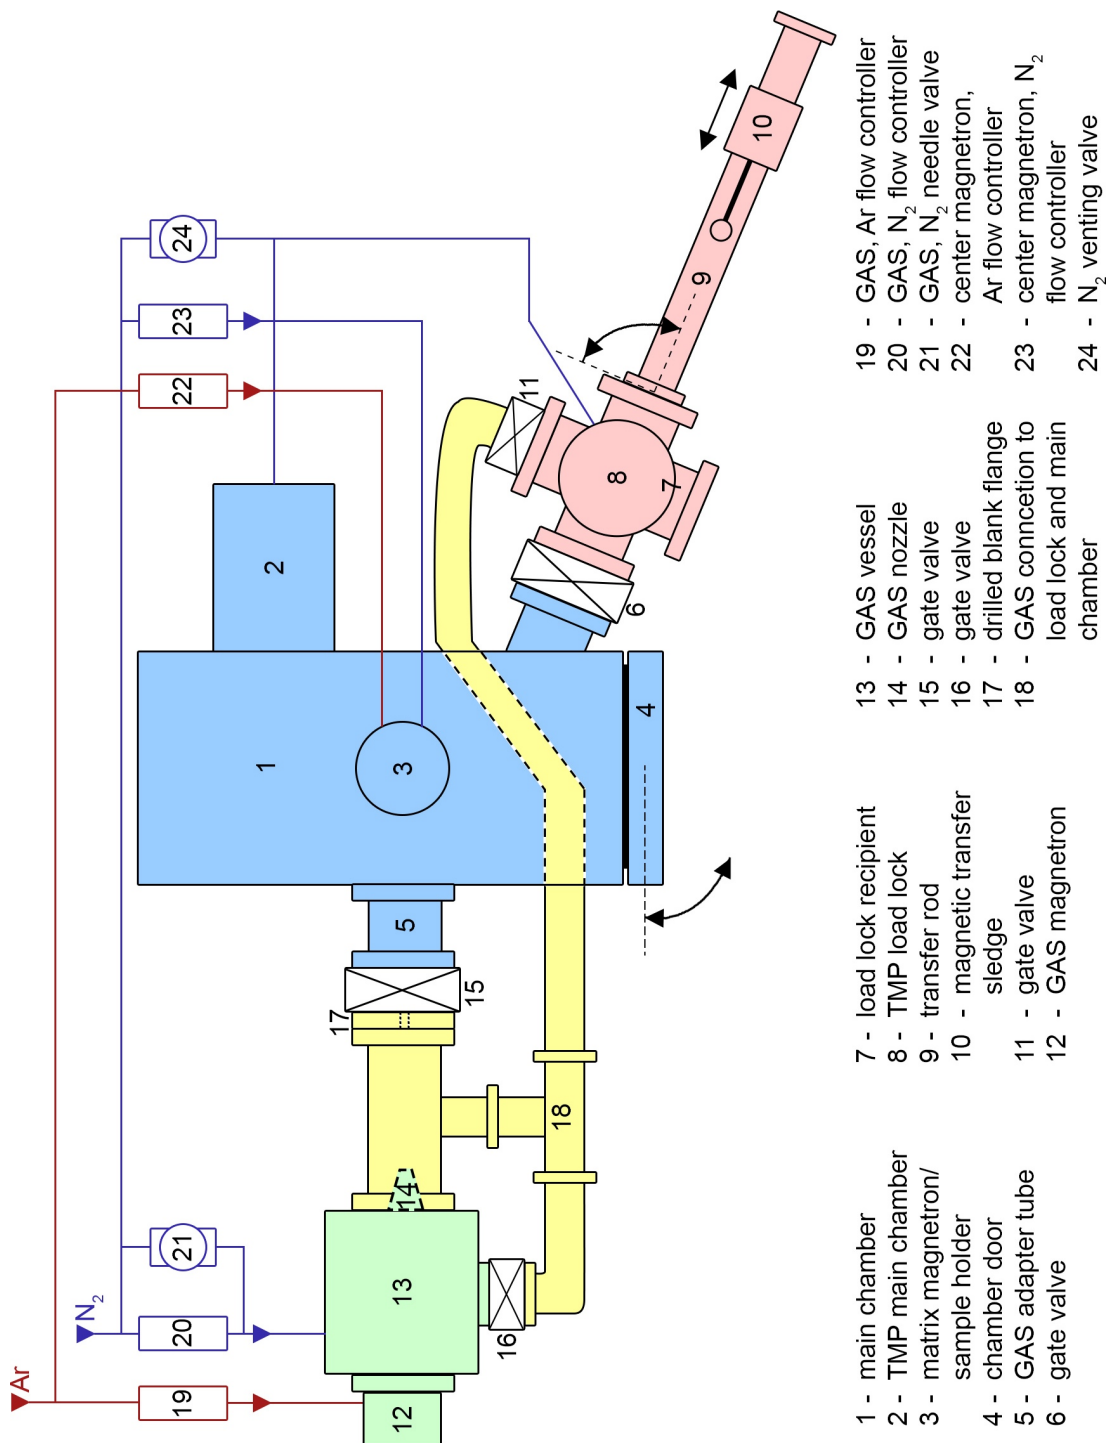 Ar
N₂
19
20
21
22
23
24
1
2
17
12
13
14
5
3
15
16
11
18
8
6
4
7
9
10
1 - main chamber
2 - TMP main chamber
3 - matrix magnetron/
sample holder
4 - chamber door
5 - GAS adapter tube
6 - gate valve
7 - load lock recipient
8 - TMP load lock
9 - transfer rod
10 - magnetic transfer
sledge
11 - gate valve
12 - GAS magnetron
13 - GAS vessel
14 - GAS nozzle
15 - gate valve
16 - gate valve
17 - drilled blank flange
18 - GAS conncetion to
load lock and main
chamber
19 - GAS, Ar flow controller
20 - GAS, N₂ flow controller
21 - GAS, N₂ needle valve
22 - center magnetron,
Ar flow controller
23 - center magnetron, N₂
flow controller
24 - N₂ venting valve